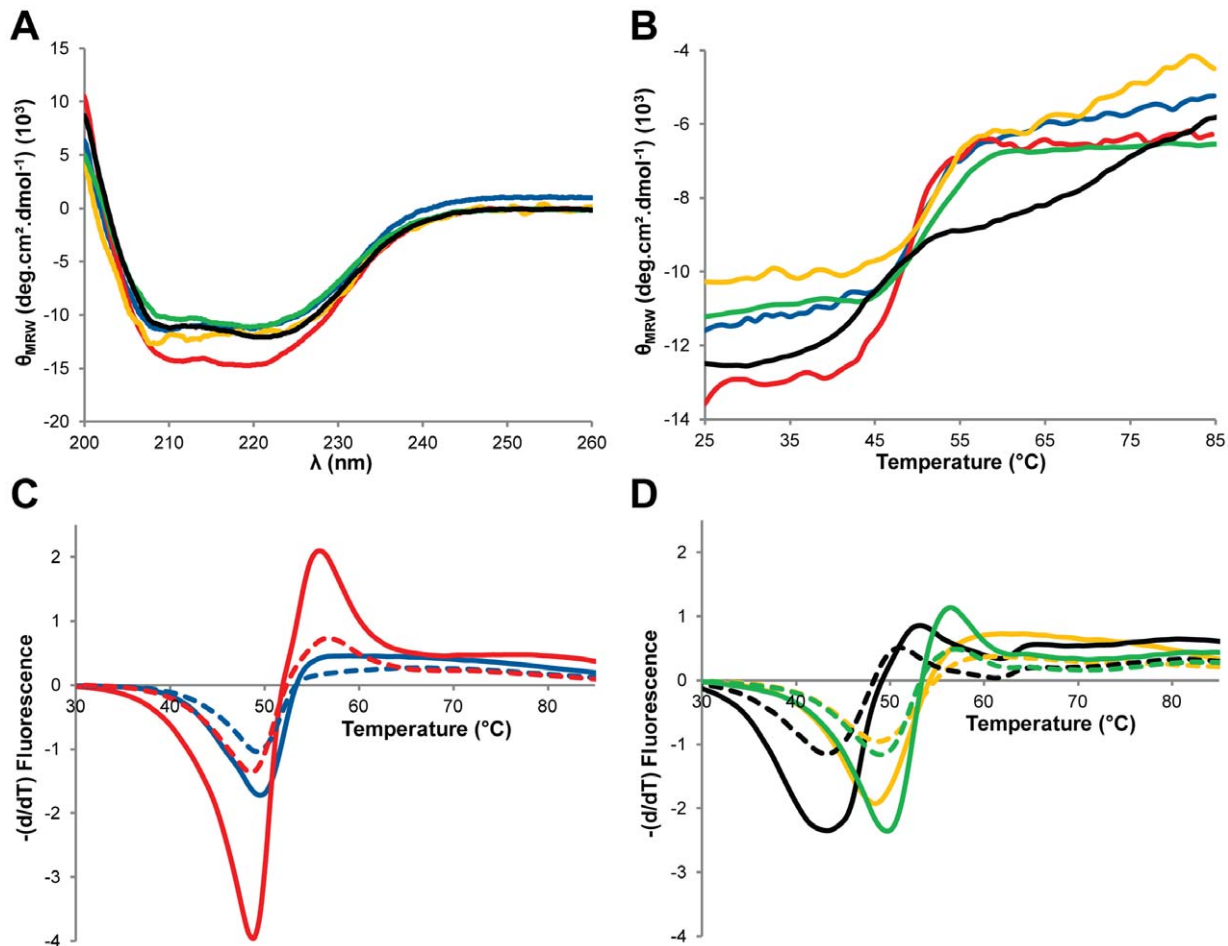 A
15
10
5
0
-5
-10
-15
-20
200 210 220 230 240 250 260
λ (nm)
θMRW (deg.cm².dmol⁻¹) (10³)
B
-4
-6
-8
-10
-12
-14
25 35 45 55 65 75 85
Temperature (°C)
θMRW (deg.cm².dmol⁻¹) (10³)
C
2
1
0
-1
-2
-3
-4
30 40 50 60 70 80
Temperature (°C)
-(d/dT) Fluorescence
D
2
1
0
-1
-2
-3
-4
30 40 50 60 70 80
Temperature (°C)
-(d/dT) Fluorescence